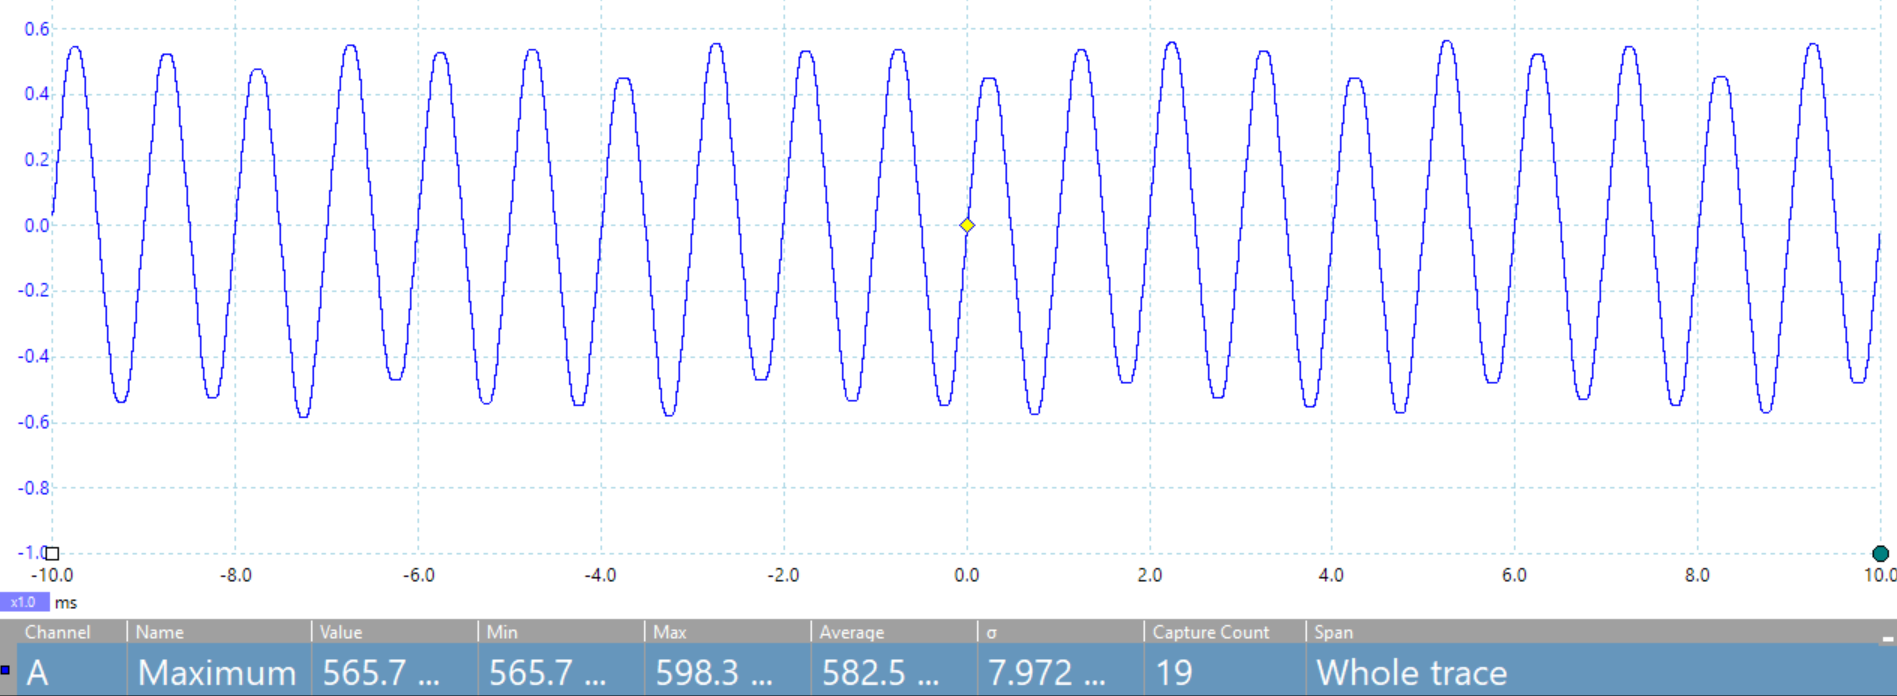 0.6
0.4
0.2
0.0
-0.2
-0.4
-0.6
-0.8
-1.0
-10.0 -8.0 -6.0 -4.0 -2.0 0.0 2.0 4.0 6.0 8.0 10.0
x1.0 ms
Channel Name Value Min Max Average σ Capture Count Span
A Maximum 565.7 ... 565.7 ... 598.3 ... 582.5 ... 7.972 ... 19 Whole trace